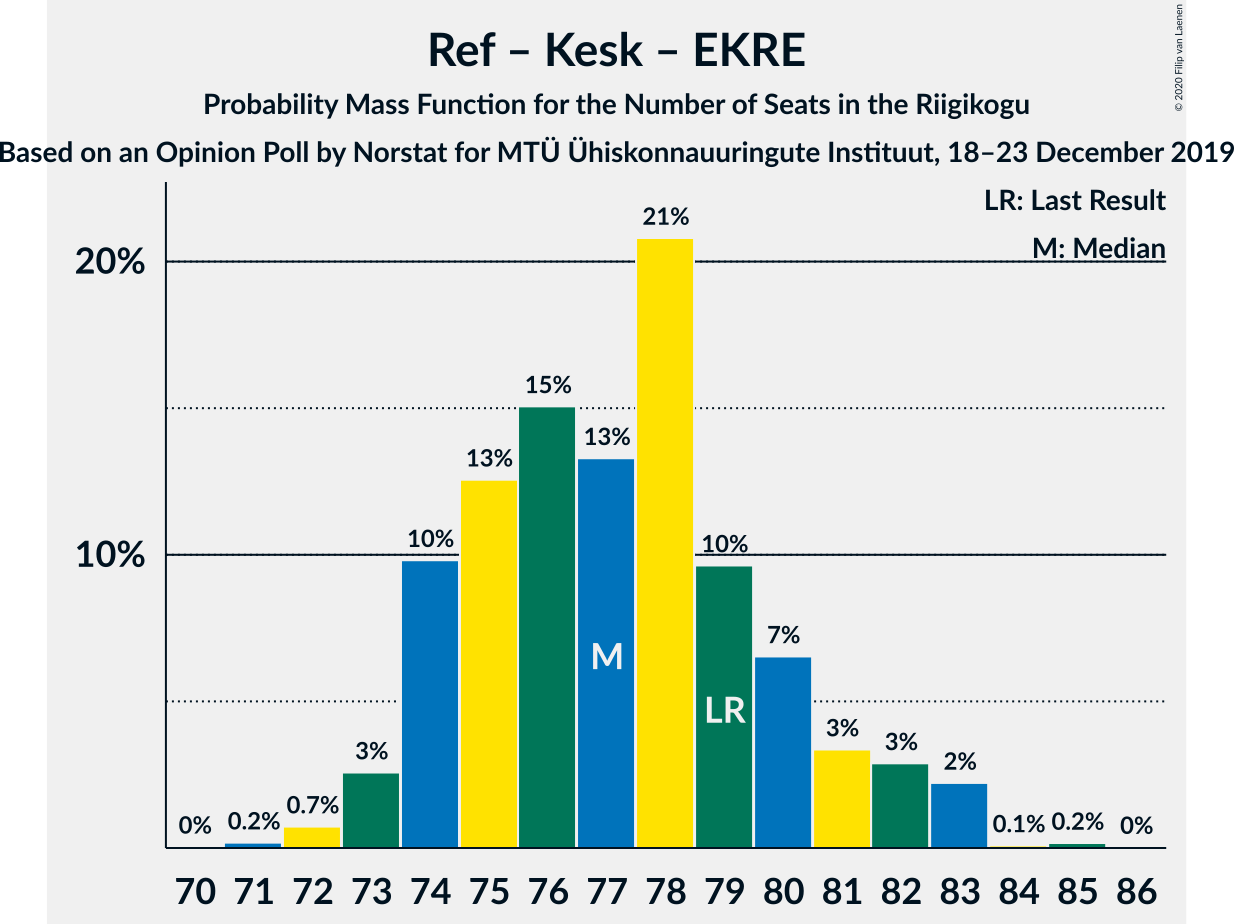 Ref – Kesk – EKRE
Probability Mass Function for the Number of Seats in the Riigikogu
Based on an Opinion Poll by Norstat for MTÜ Ühiskonnauuringute Instituut, 18–23 December 2019
© 2020 Filip van Laenen
LR: Last Result
M: Median
20%
10%
0%
0.2%
0.7%
3%
10%
13%
15%
13%
21%
10%
7%
3%
3%
2%
0.1%
0.2%
0%
M
LR
70 71 72 73 74 75 76 77 78 79 80 81 82 83 84 85 86